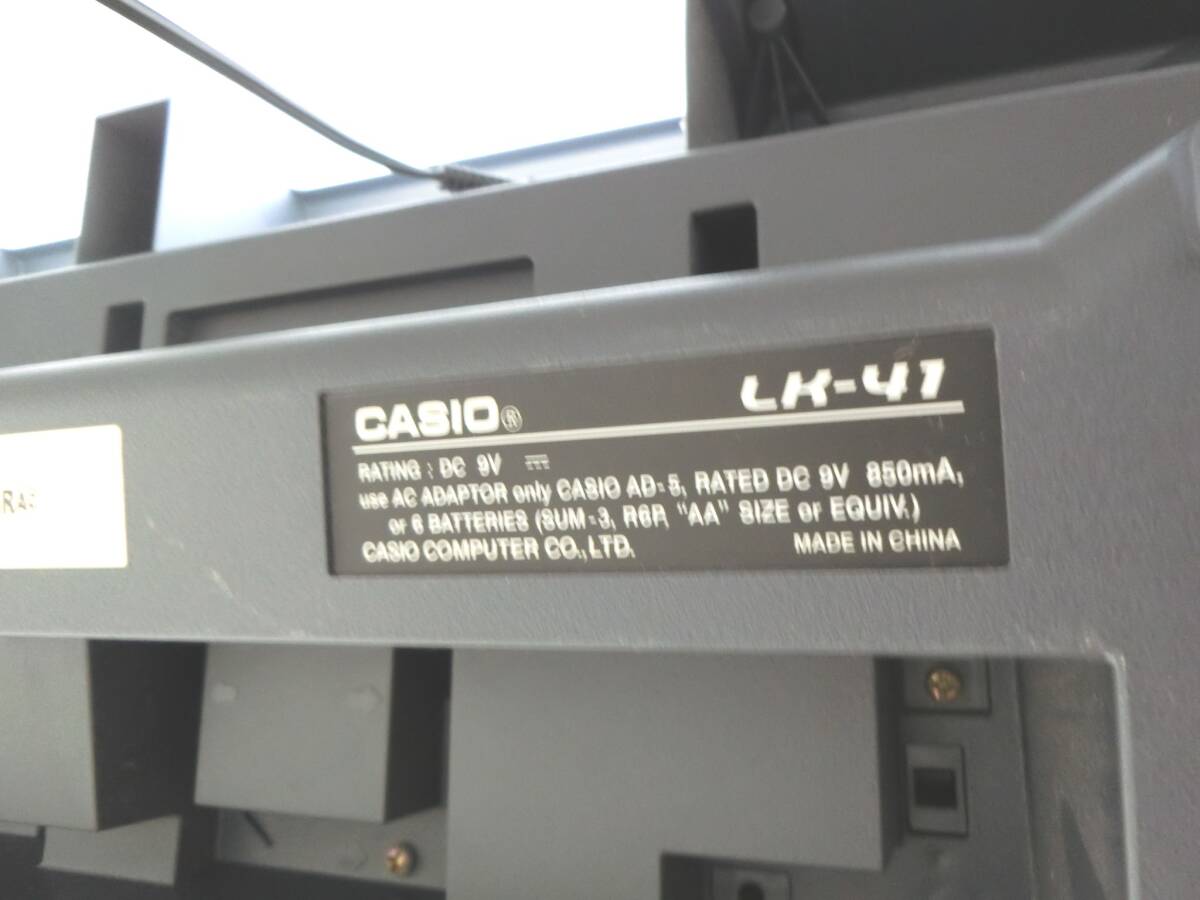 CASIO® LK-41
RATING : DC 9V ⎓
use AC ADAPTOR only CASIO AD-5, RATED DC 9V 850mA,
or 6 BATTERIES (SUM-3, R6P, "AA" SIZE or EQUIV.)
CASIO COMPUTER CO.,LTD. MADE IN CHINA